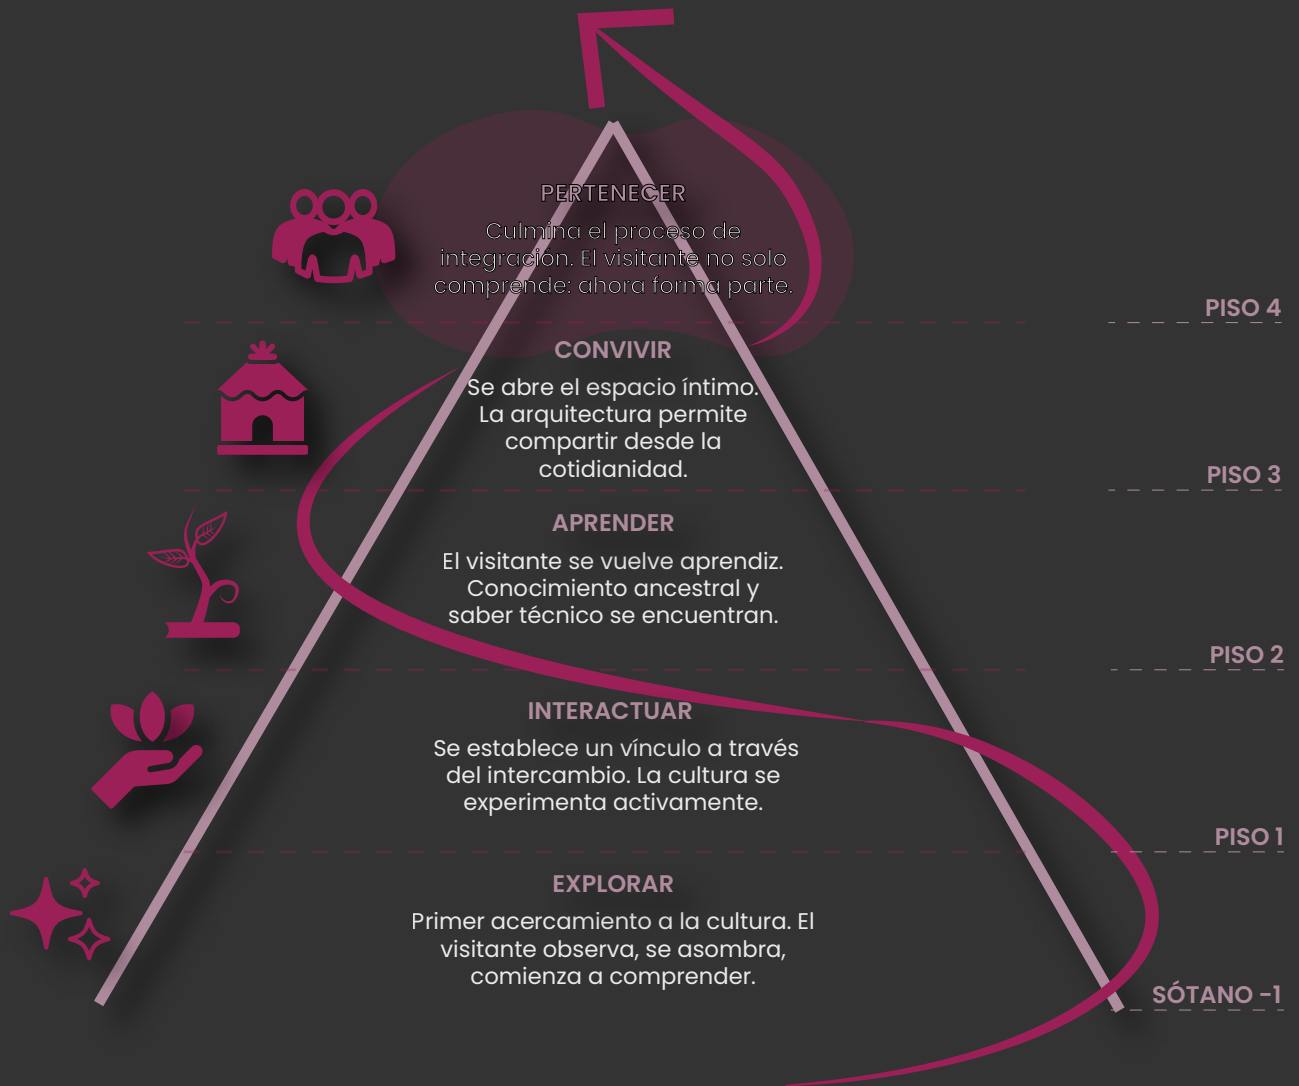 PERTENECER
Culmina el proceso de
integración. El visitante no solo
comprende: ahora forma parte.
PISO 4
CONVIVIR
Se abre el espacio íntimo.
La arquitectura permite
compartir desde la
cotidianidad.
PISO 3
APRENDER
El visitante se vuelve aprendiz.
Conocimiento ancestral y
saber técnico se encuentran.
PISO 2
INTERACTUAR
Se establece un vínculo a través
del intercambio. La cultura se
experimenta activamente.
PISO 1
EXPLORAR
Primer acercamiento a la cultura. El
visitante observa, se asombra,
comienza a comprender.
SÓTANO -1